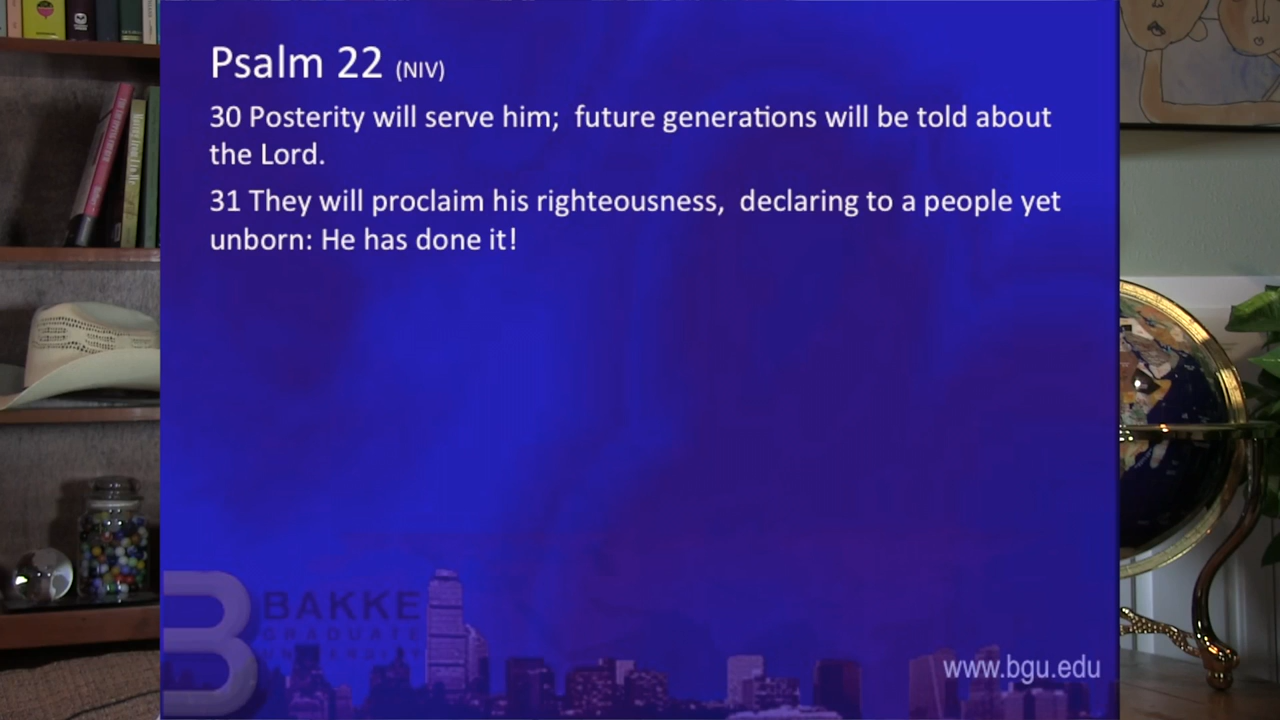 Psalm 22 (NIV)
30 Posterity will serve him;  future generations will be told about
the Lord.
31 They will proclaim his righteousness,  declaring to a people yet
unborn: He has done it!
BAKKE
GRADUATE
UNIVERSITY
www.bgu.edu